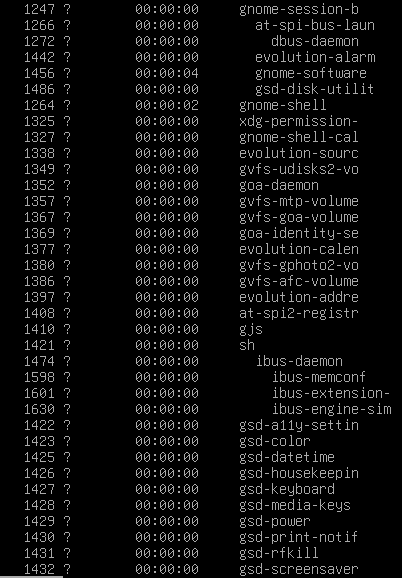 1247 ? 00:00:00 gnome-session-b
1266 ? 00:00:00 at-spi-bus-laun
1272 ? 00:00:00 dbus-daemon
1442 ? 00:00:00 evolution-alarm
1456 ? 00:00:04 gnome-software
1486 ? 00:00:00 gsd-disk-utilit
1264 ? 00:00:02 gnome-shell
1325 ? 00:00:00 xdg-permission-
1327 ? 00:00:00 gnome-shell-cal
1338 ? 00:00:00 evolution-sourc
1349 ? 00:00:00 gvfs-udisks2-vo
1352 ? 00:00:00 goa-daemon
1357 ? 00:00:00 gvfs-mtp-volume
1367 ? 00:00:00 gvfs-goa-volume
1369 ? 00:00:00 goa-identity-se
1377 ? 00:00:00 evolution-calen
1380 ? 00:00:00 gvfs-gphoto2-vo
1386 ? 00:00:00 gvfs-afc-volume
1397 ? 00:00:00 evolution-addre
1408 ? 00:00:00 at-spi2-registr
1410 ? 00:00:00 gjs
1421 ? 00:00:00 sh
1474 ? 00:00:00 ibus-daemon
1598 ? 00:00:00 ibus-memconf
1601 ? 00:00:00 ibus-extension-
1630 ? 00:00:00 ibus-engine-sim
1422 ? 00:00:00 gsd-a11y-settin
1423 ? 00:00:00 gsd-color
1425 ? 00:00:00 gsd-datetime
1426 ? 00:00:00 gsd-housekeepin
1427 ? 00:00:00 gsd-keyboard
1428 ? 00:00:00 gsd-media-keys
1429 ? 00:00:00 gsd-power
1430 ? 00:00:00 gsd-print-notif
1431 ? 00:00:00 gsd-rfkill
1432 ? 00:00:00 gsd-screensaver